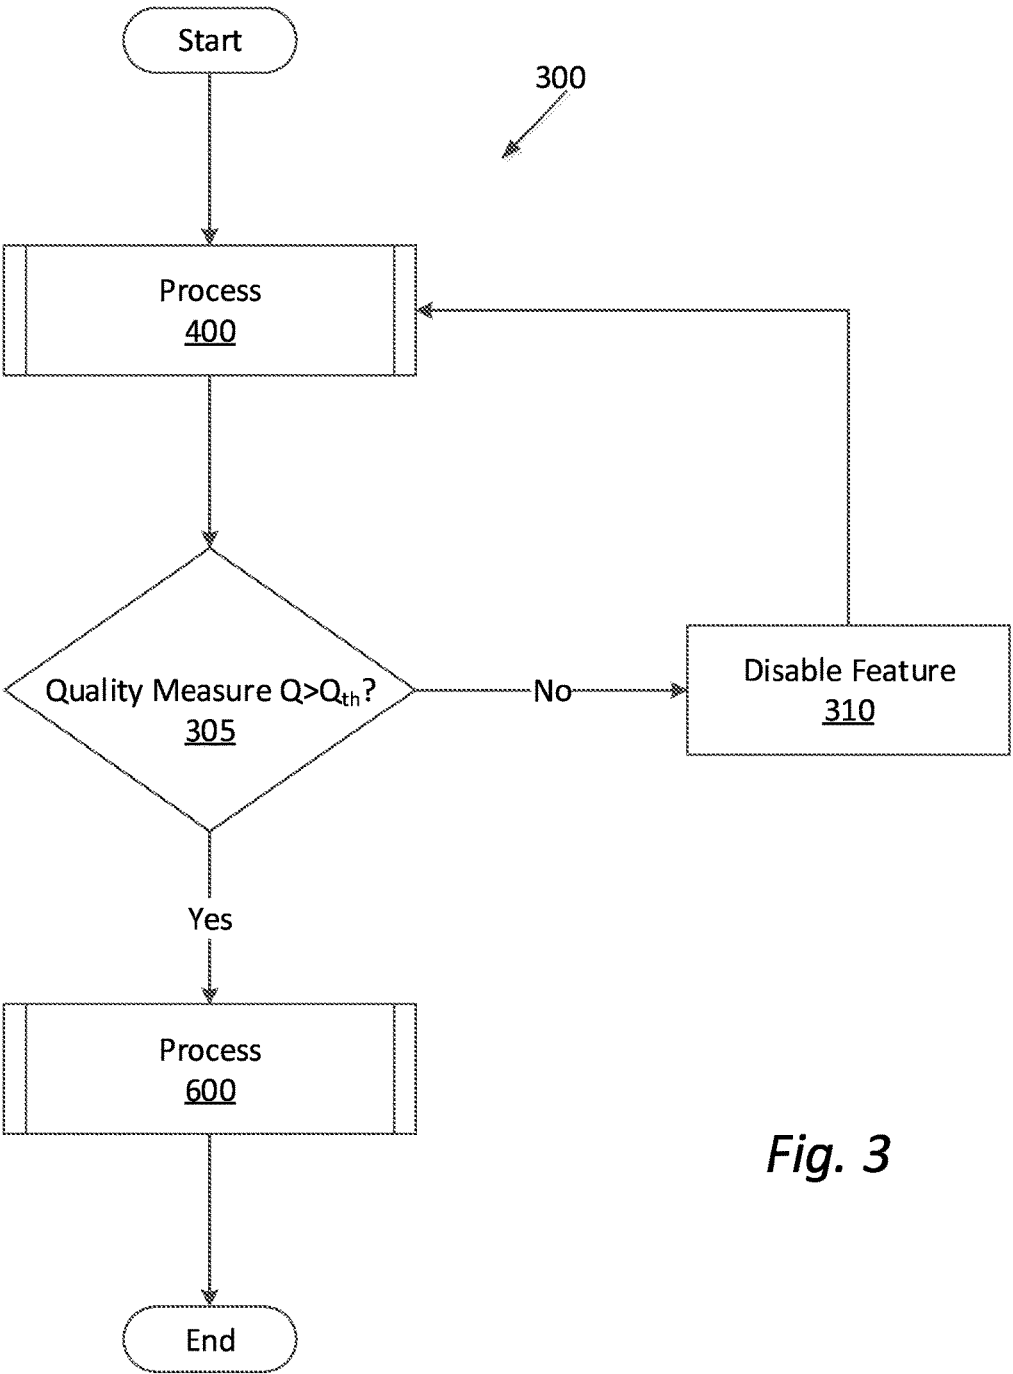 Start
300
Process
400
Quality Measure Q>Qth?
305
No
Disable Feature
310
Yes
Process
600
Fig. 3
End